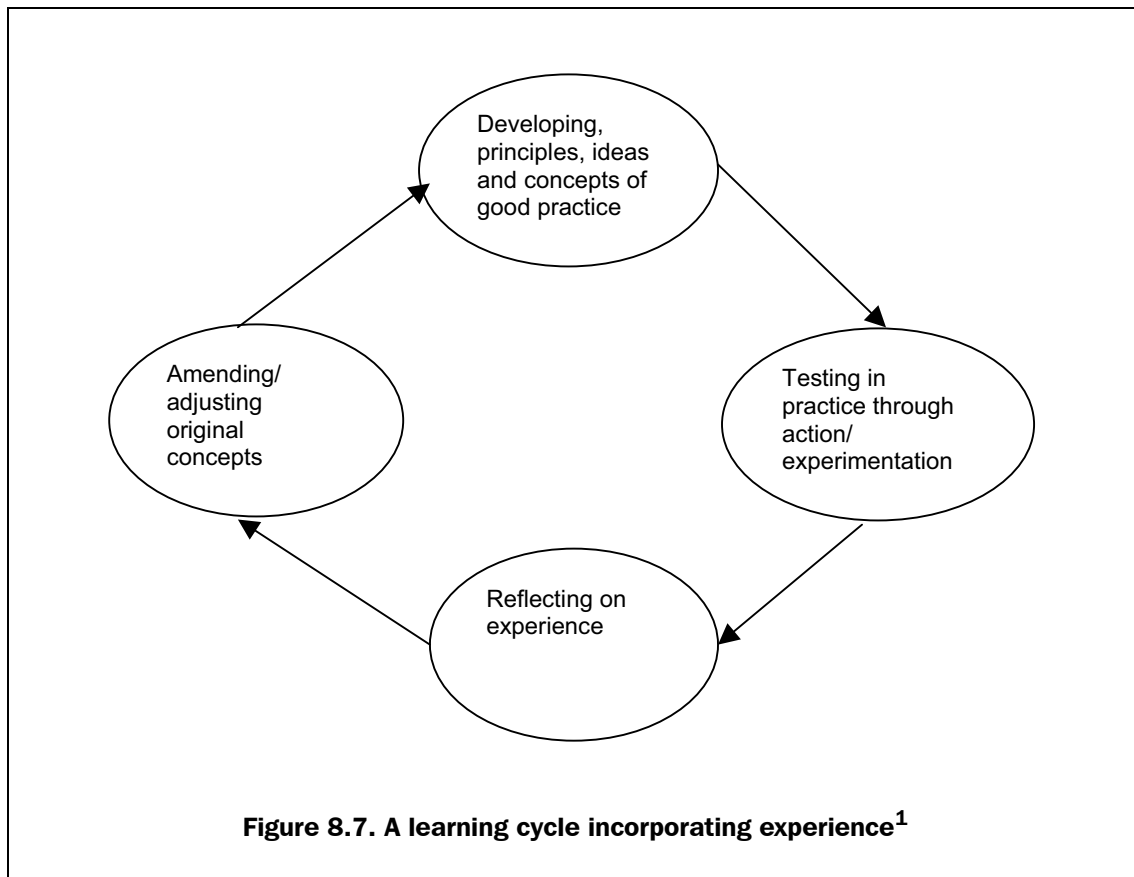 Developing,
principles, ideas
and concepts of
good practice
Testing in
practice through
action/
experimentation
Reflecting on
experience
Amending/
adjusting
original
concepts
Figure 8.7. A learning cycle incorporating experience1